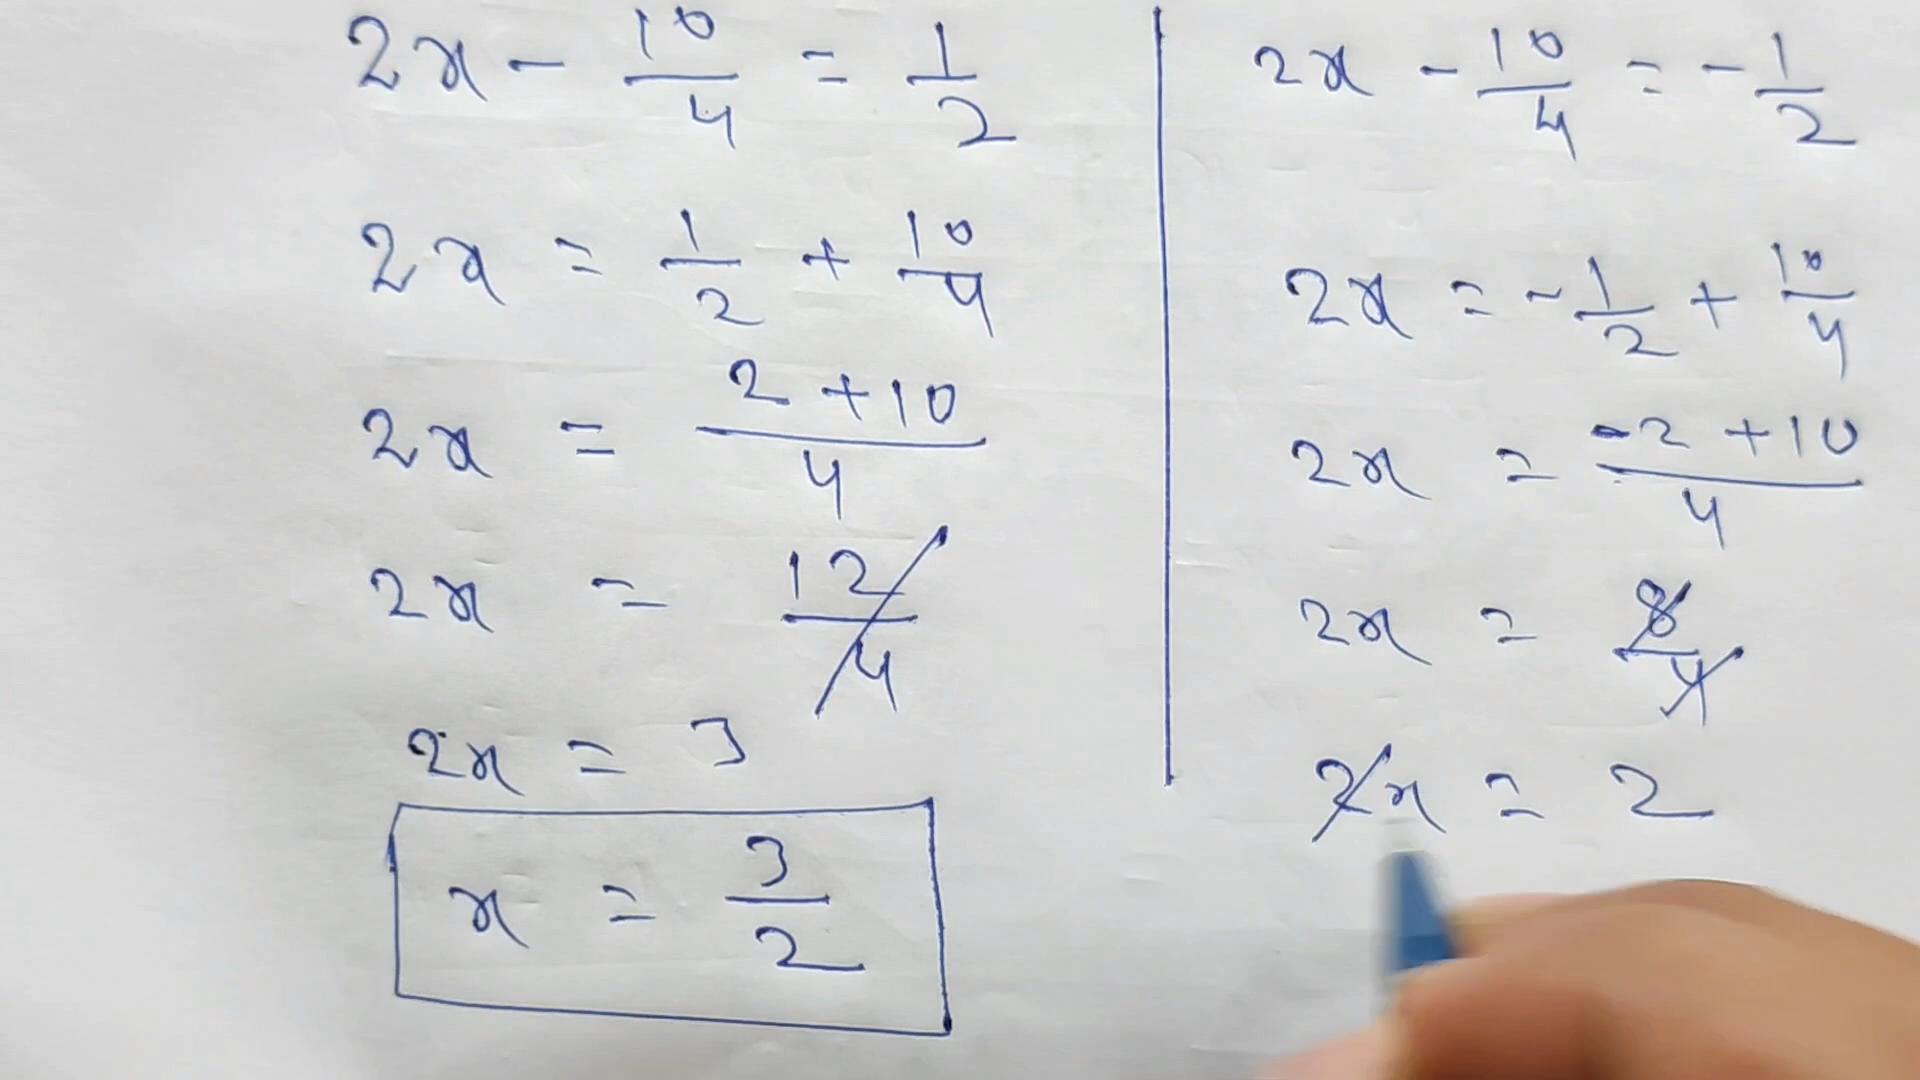 2x - 10/4 = 1/2
2x = 1/2 + 10/4
2x = (2 + 10)/4
2x = 12/4
2x = 3
x = 3/2
2x - 10/4 = - 1/2
2x = - 1/2 + 10/4
2x = (-2 + 10)/4
2x = 8/4
2x = 2